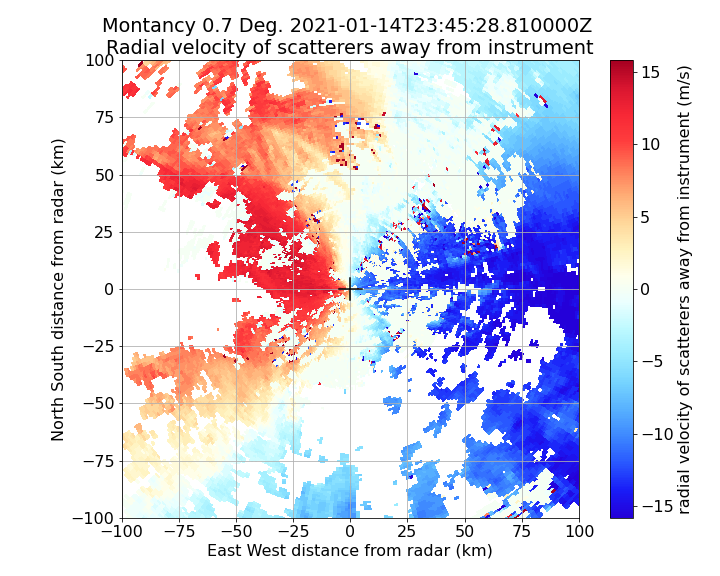 Montancy 0.7 Deg. 2021-01-14T23:45:28.810000Z
Radial velocity of scatterers away from instrument
100
75
50
25
0
−25
−50
−75
−100
North South distance from radar (km)
−100 −75 −50 −25 0 25 50 75 100
East West distance from radar (km)
15
10
5
0
−5
−10
−15
radial velocity of scatterers away from instrument (m/s)